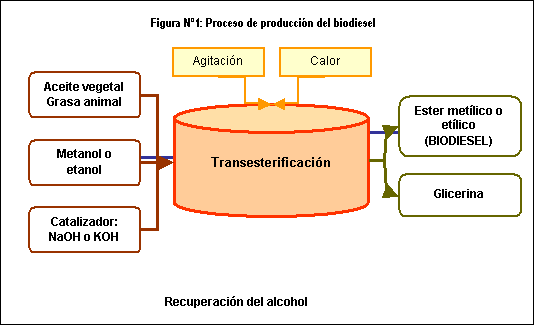 Figura Nº1: Proceso de producción del biodiesel
Agitación
Calor
Aceite vegetal
Grasa animal
Metanol o
etanol
Catalizador:
NaOH o KOH
Transesterificación
Ester metílico o
etílico
(BIODIESEL)
Glicerina
Recuperación del alcohol